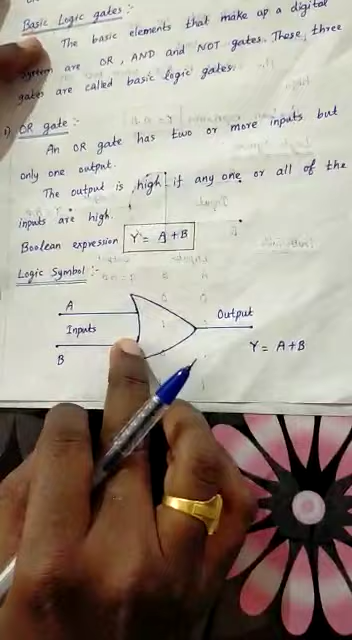 Basic Logic gates :-
The basic elements that make up a digital
system are OR, AND and NOT gates. These, three
gates are called basic logic gates.
1) OR gate :-
An OR gate has two or more inputs but
only one output.
The output is high if any one or all of the
inputs are high.
Boolean expression Y = A + B
Logic Symbol :-
A
Inputs
B
Output
Y = A + B